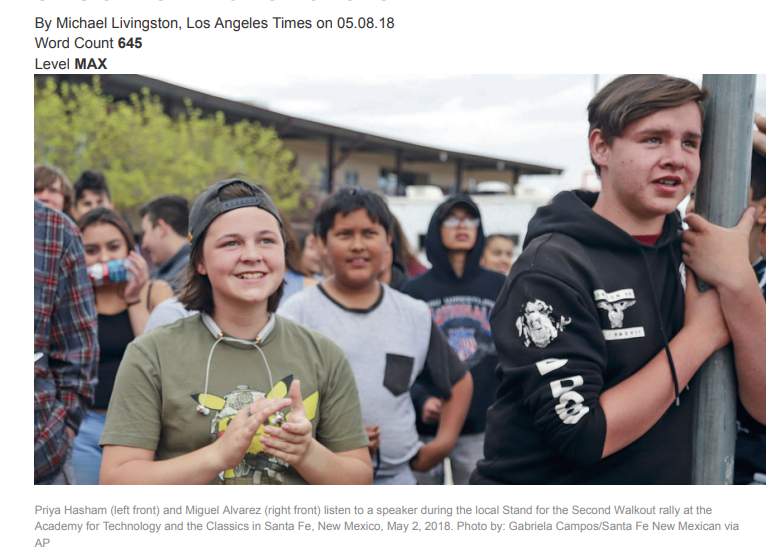 By Michael Livingston, Los Angeles Times on 05.08.18
Word Count 645
Level MAX
Priya Hasham (left front) and Miguel Alvarez (right front) listen to a speaker during the local Stand for the Second Walkout rally at the
Academy for Technology and the Classics in Santa Fe, New Mexico, May 2, 2018. Photo by: Gabriela Campos/Santa Fe New Mexican via
AP